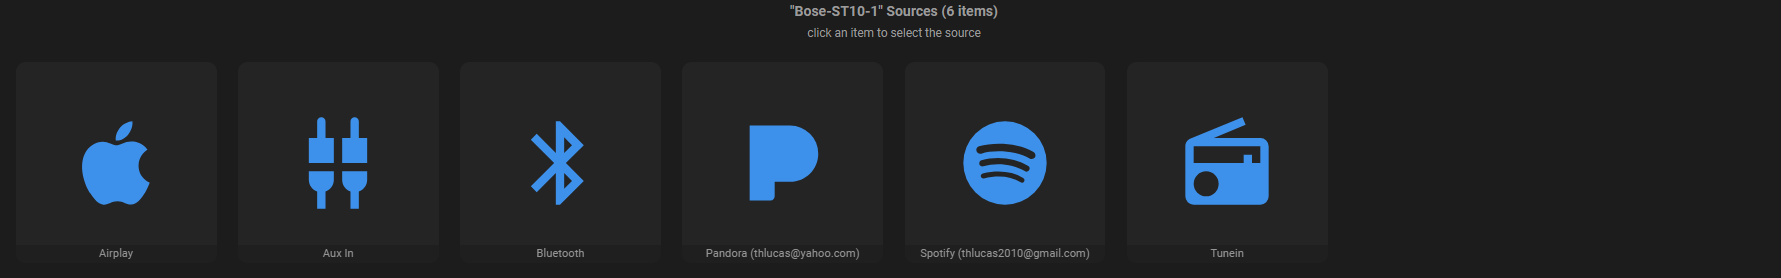 "Bose-ST10-1" Sources (6 items)
click an item to select the source
Airplay
Aux In
Bluetooth
Pandora (thlucas@yahoo.com)
Spotify (thlucas2010@gmail.com)
Tunein